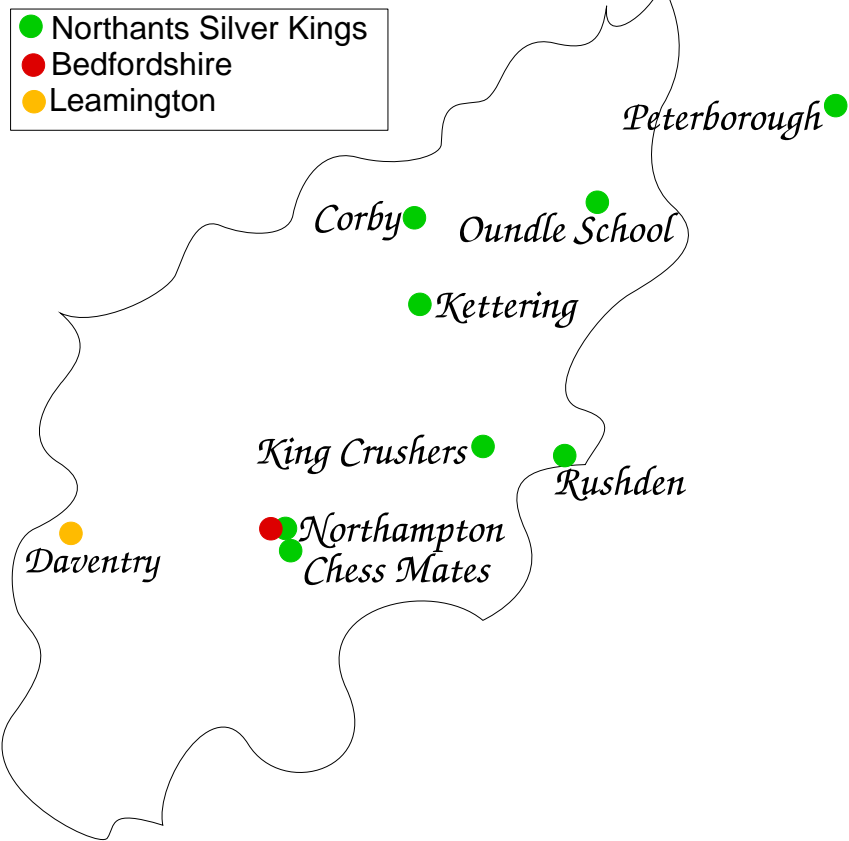 Northants Silver Kings
Bedfordshire
Leamington
Peterborough
Corby
Oundle School
Kettering
King Crushers
Rushden
Northampton
Daventry
Chess Mates